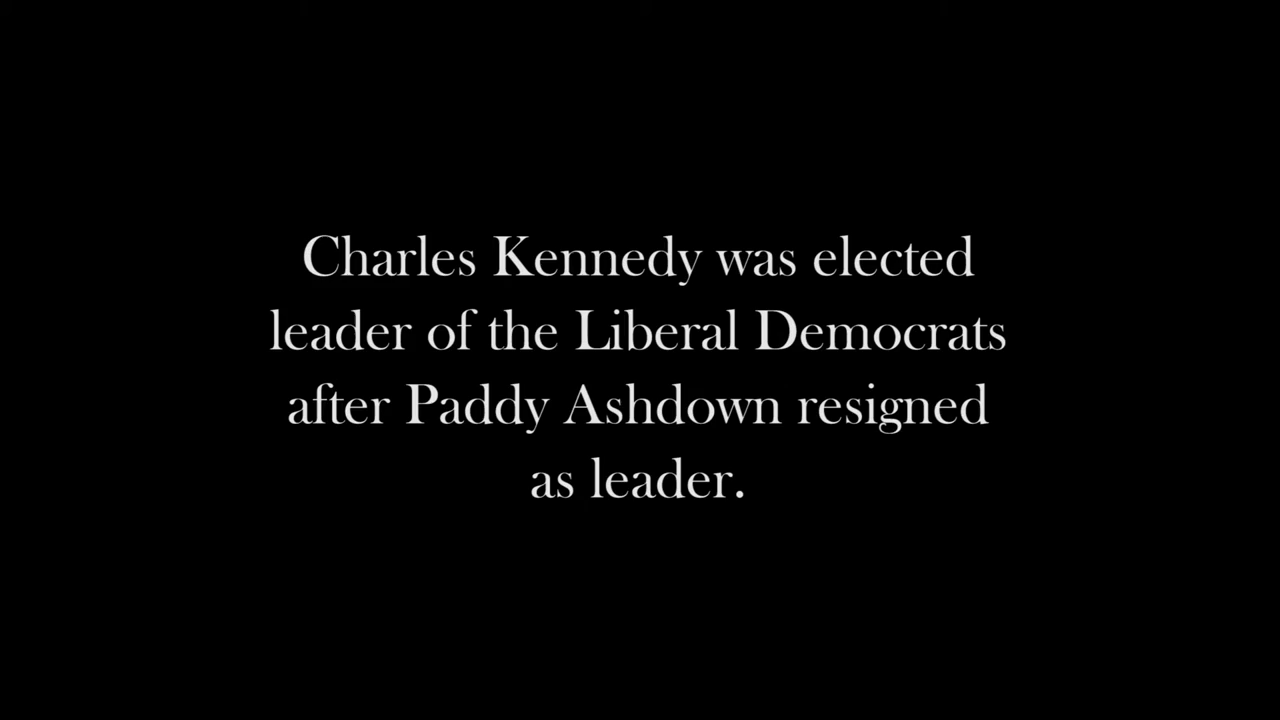 Charles Kennedy was elected
leader of the Liberal Democrats
after Paddy Ashdown resigned
as leader.